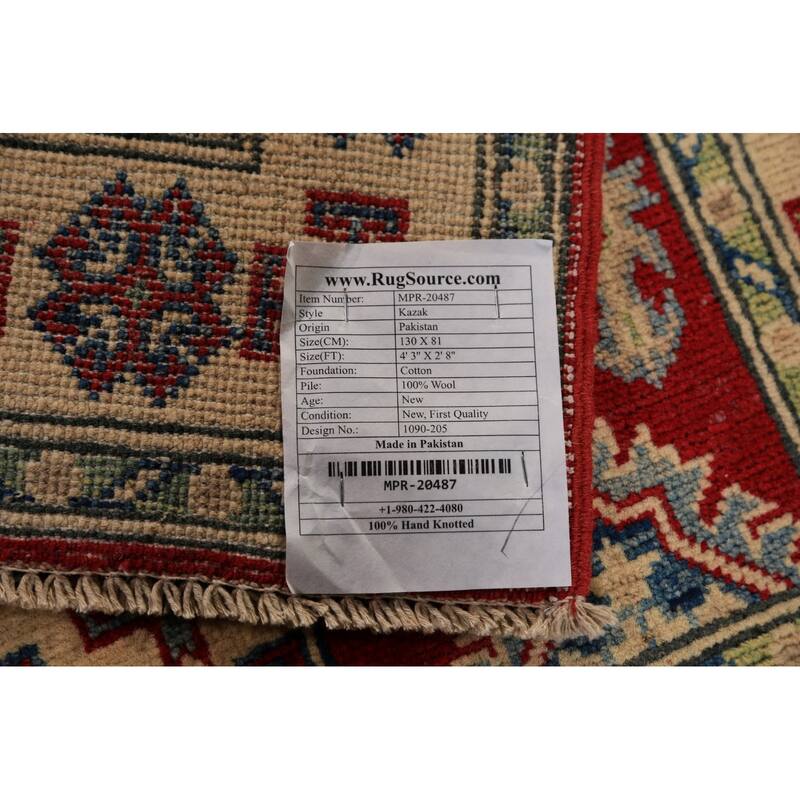 www.RugSource.com
Item Number: MPR-20487
Style Kazak
Origin Pakistan
Size(CM): 130 X 81
Size(FT): 4' 3" X 2' 8"
Foundation: Cotton
Pile: 100% Wool
Age: New
Condition: New, First Quality
Design No.: 1090-205
Made in Pakistan
MPR-20487
+1-980-422-4080
100% Hand Knotted